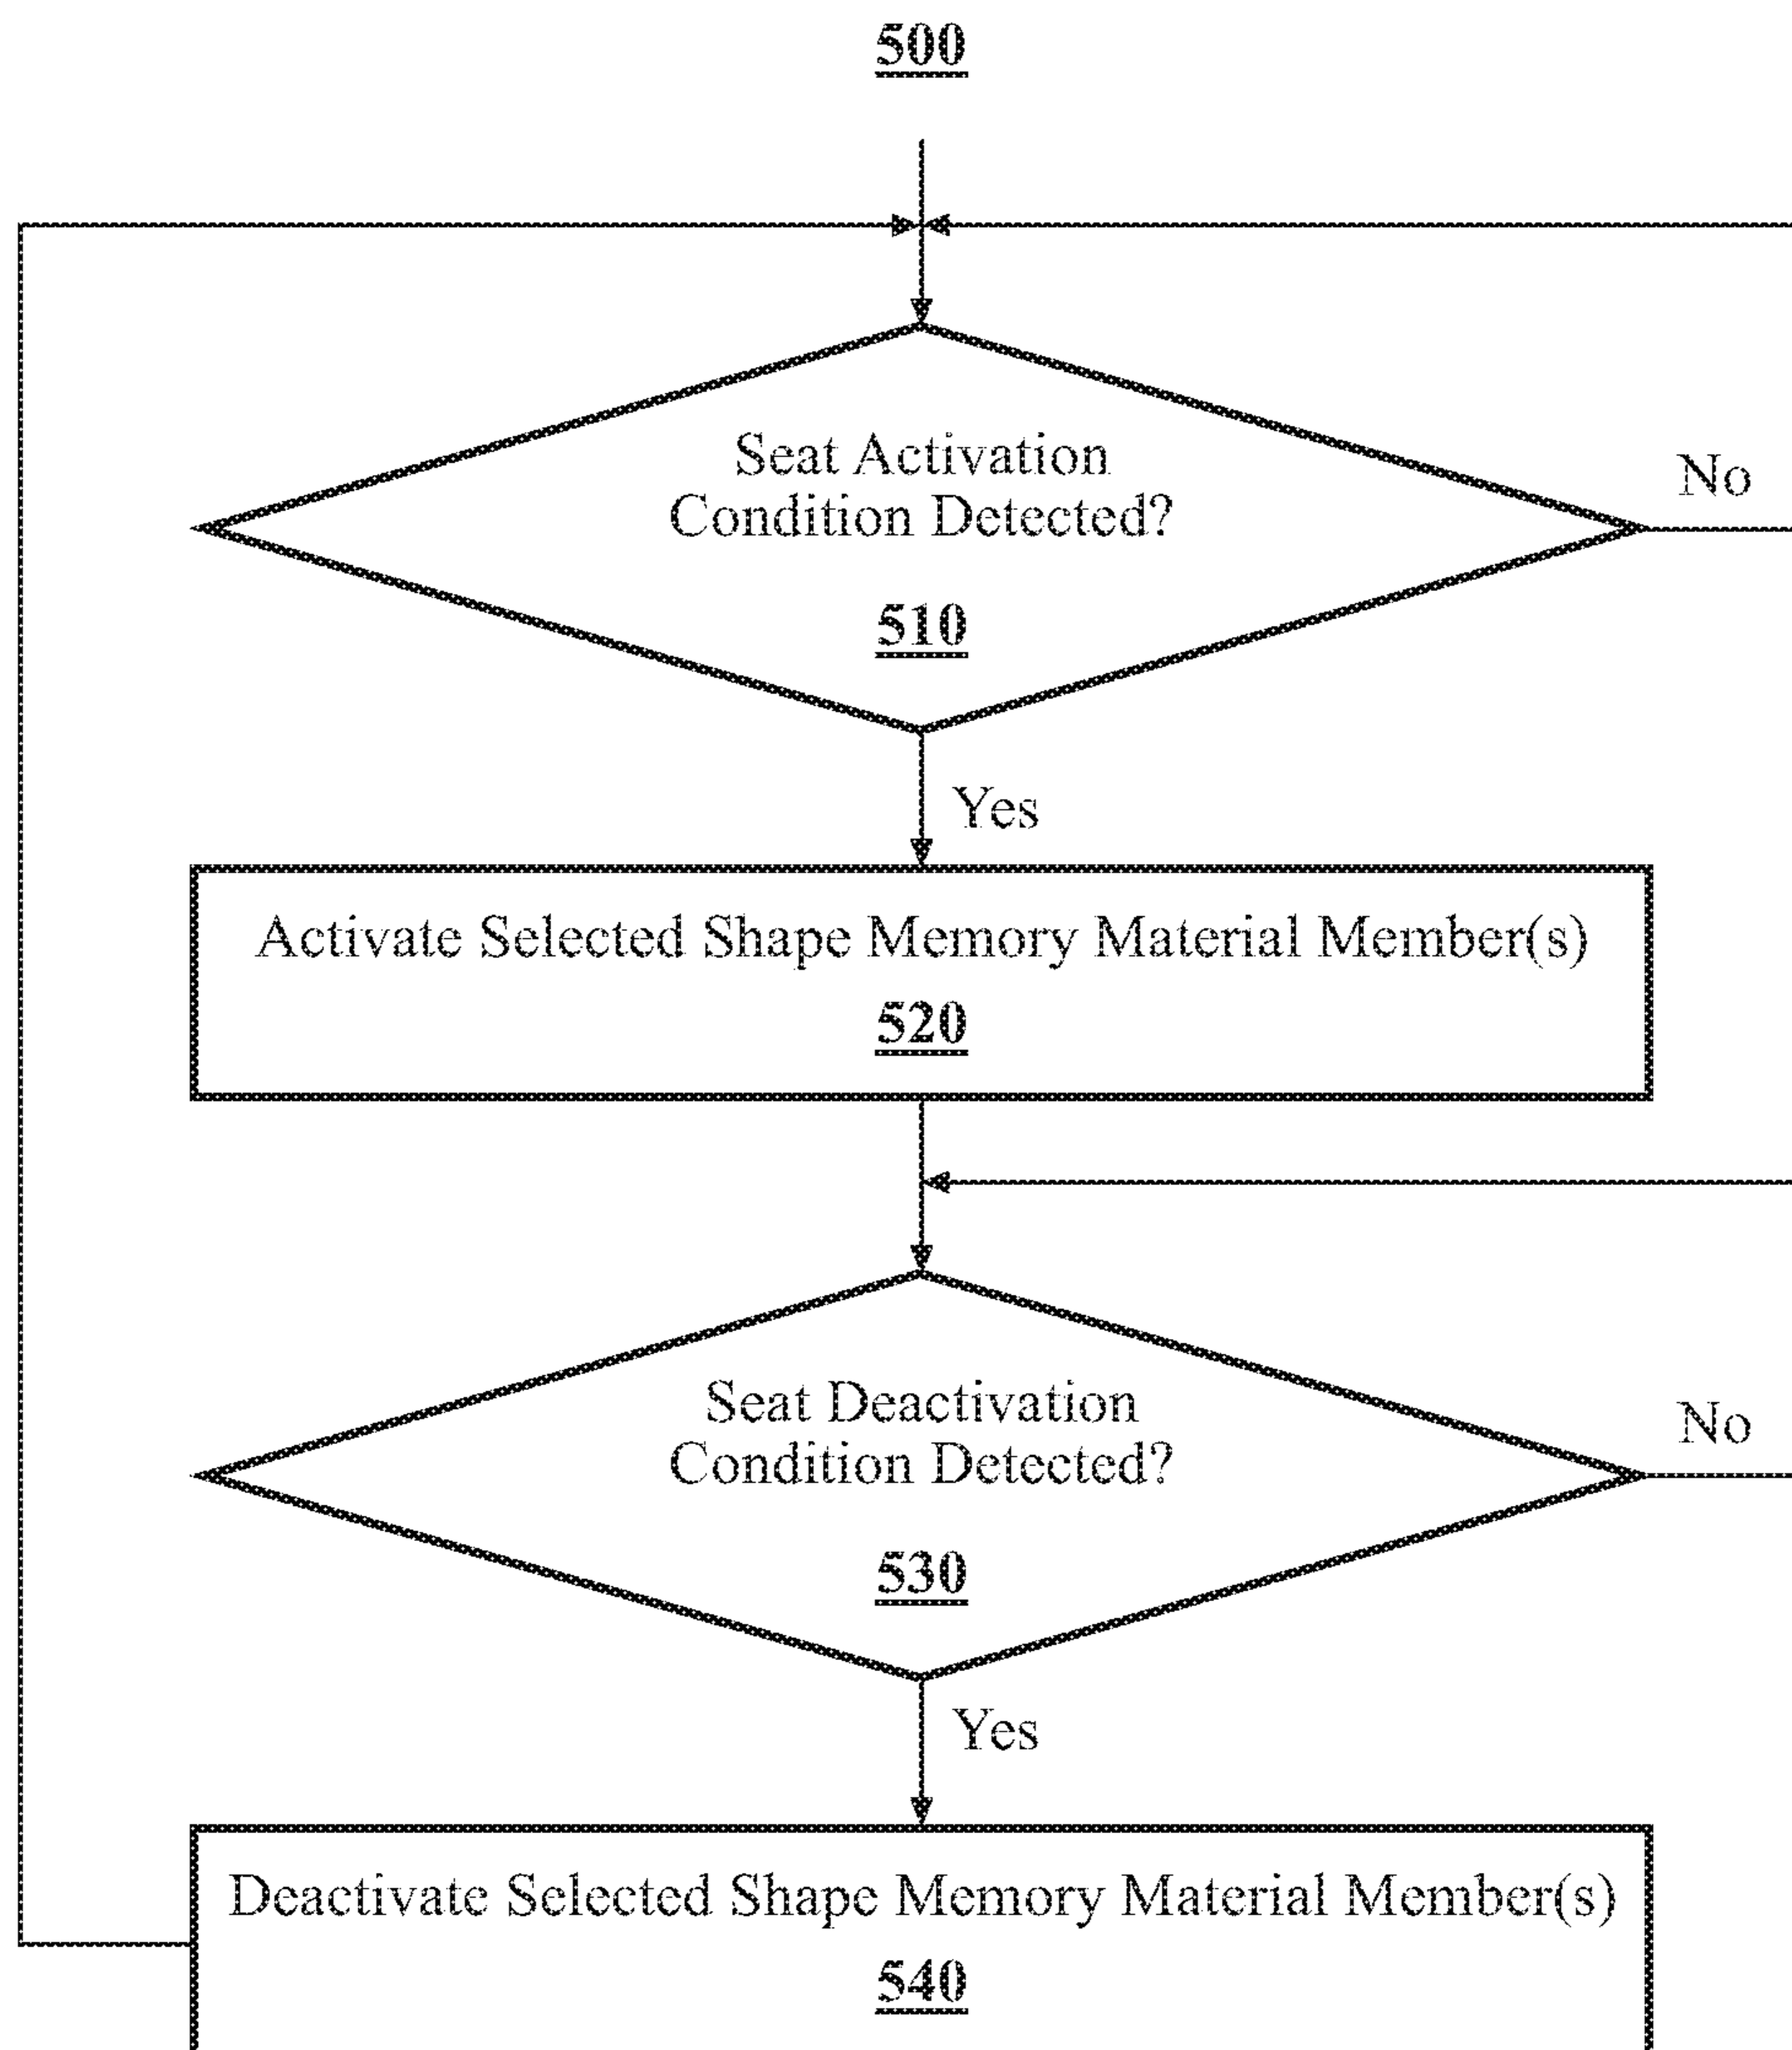 500
Seat Activation
Condition Detected?
No
510
Yes
Activate Selected Shape Memory Material Member(s)
520
Seat Deactivation
Condition Detected?
No
530
Yes
Deactivate Selected Shape Memory Material Member(s)
540